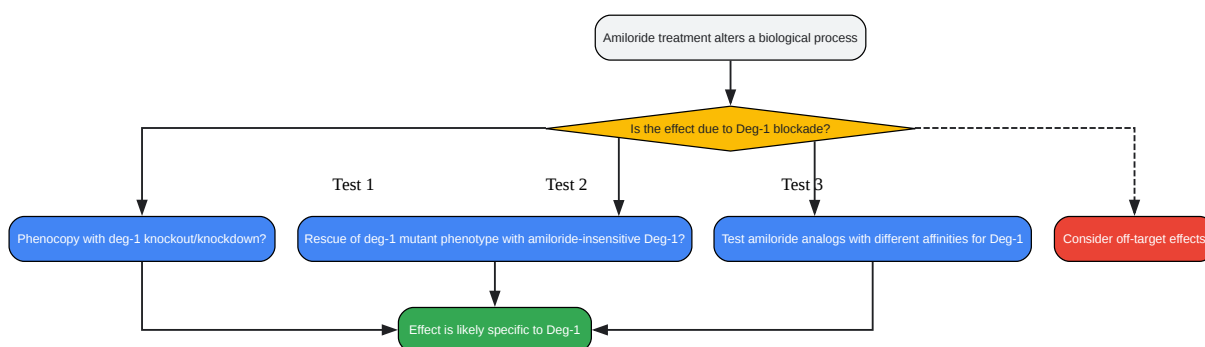 Amiloride treatment alters a biological process
Is the effect due to Deg-1 blockade?
Test 1
Test 2
Test 3
Phenocopy with deg-1 knockout/knockdown?
Rescue of deg-1 mutant phenotype with amiloride-insensitive Deg-1?
Test amiloride analogs with different affinities for Deg-1
Consider off-target effects
Effect is likely specific to Deg-1